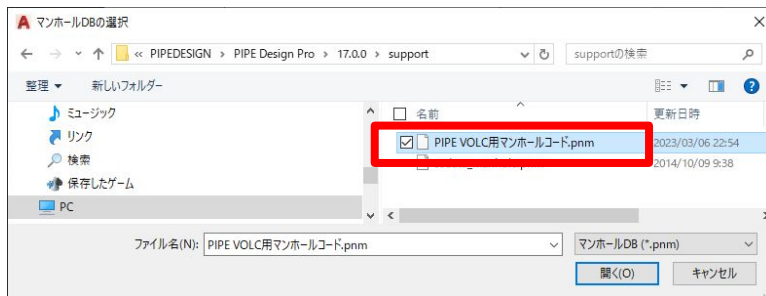 マンホールDBの選択
« PIPEDESIGN > PIPE Design Pro > 17.0.0 > support
supportの検索
整理 新しいフォルダー
ミュージック
リンク
検索
保存したゲーム
PC
名前 更新日時
PIPE VOLC用マンホールコード.pnm 2023/03/06 22:54
2014/10/09 9:38
ファイル名(N): PIPE VOLC用マンホールコード.pnm マンホールDB (*.pnm)
開く(O) キャンセル